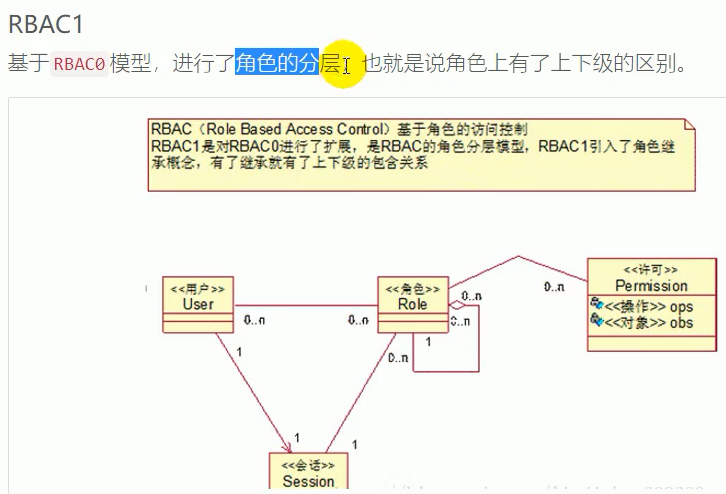 RBAC1
基于RBAC0模型，进行了角色的分层，也就是说角色上有了上下级的区别。
RBAC（Role Based Access Control）基于角色的访问控制
RBAC1是对RBAC0进行了扩展，是RBAC的角色分层模型，RBAC1引入了角色继
承概念，有了继承就有了上下级的包含关系
<<用户>>
User
<<角色>>
Role
<<许可>>
Permission
<<操作>> ops
<<对象>> obs
0..n
0..n
0..n
0..n
0..n
1
0..n
1
1
1
<<会话>>
Session